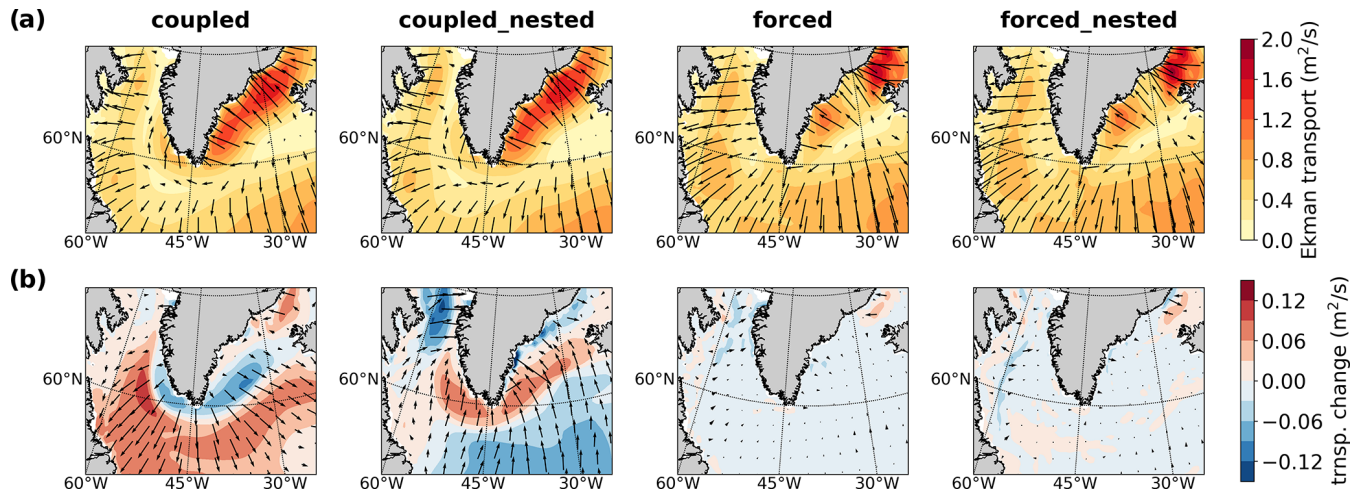 (a)
coupled
coupled_nested
forced
forced_nested
60°N
60°N
60°N
60°N
60°W
45°W
30°W
60°W
45°W
30°W
60°W
45°W
30°W
60°W
45°W
30°W
2.0
1.6
1.2
0.8
0.4
0.0
Ekman transport (m²/s)
(b)
60°N
60°N
60°N
60°N
60°W
45°W
30°W
60°W
45°W
30°W
60°W
45°W
30°W
60°W
45°W
30°W
0.12
0.06
0.00
−0.06
−0.12
trnsp. change (m²/s)